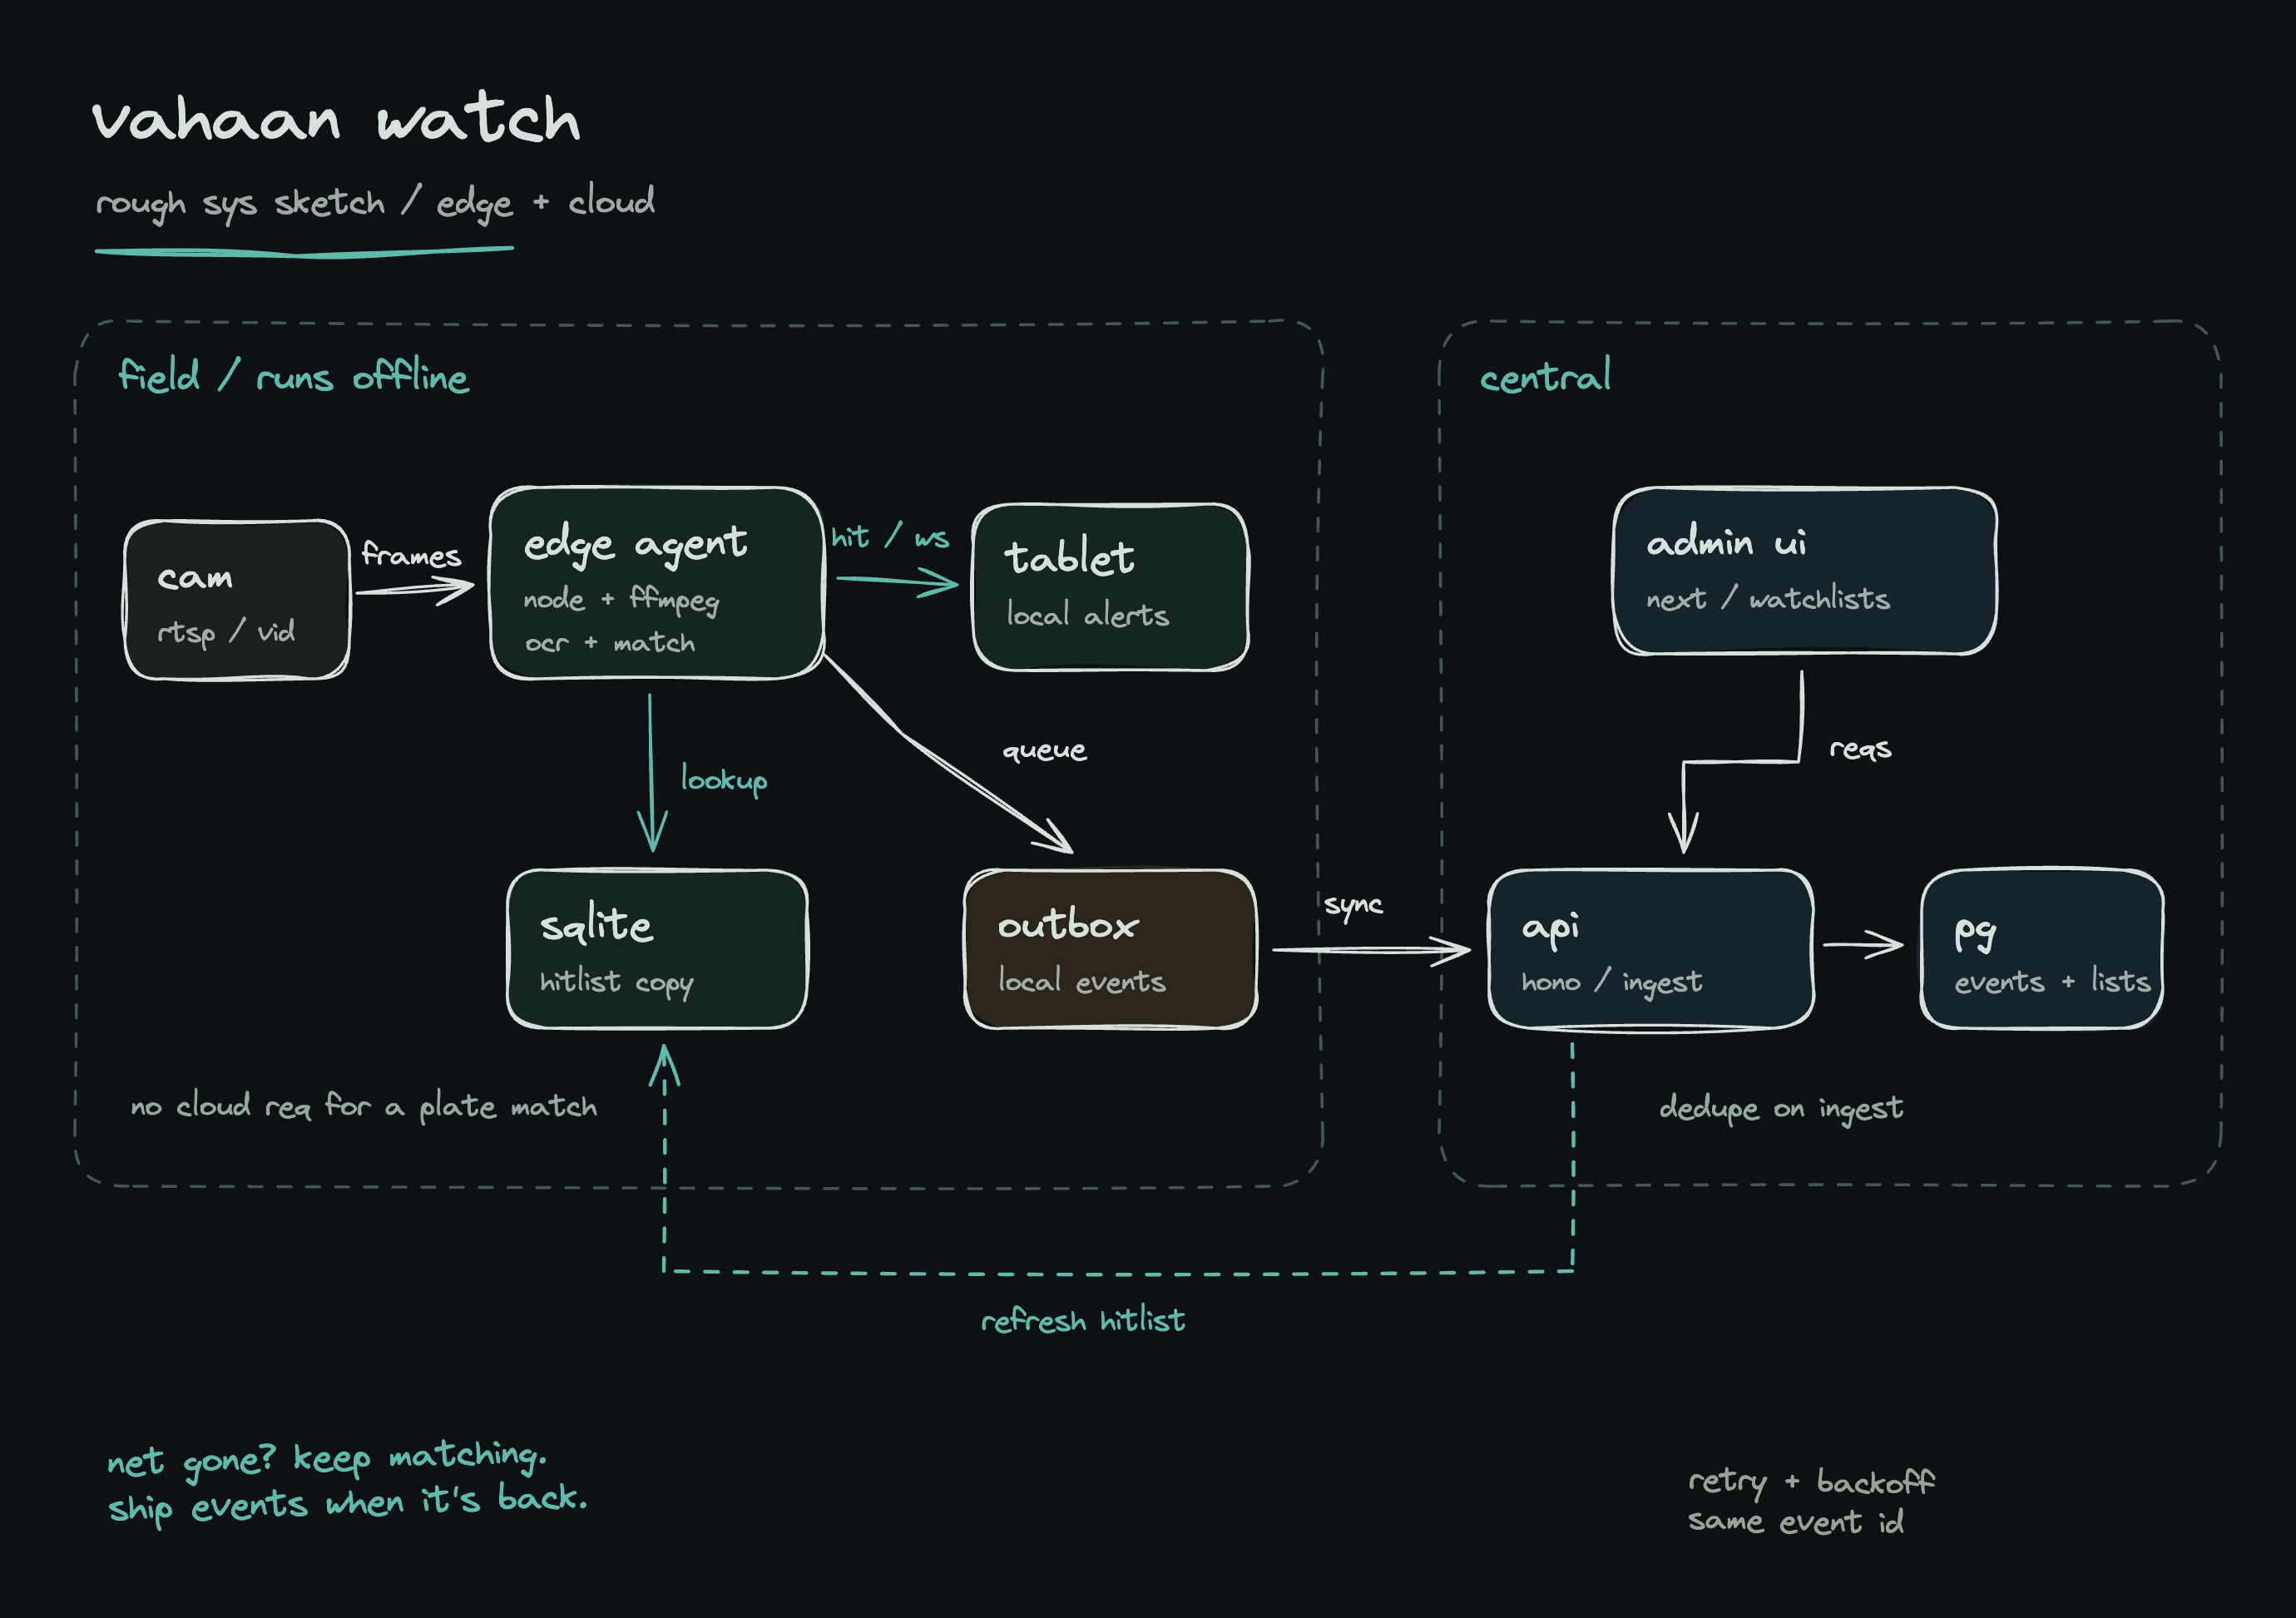 vahaan watch
rough sys sketch / edge + cloud
field / runs offline
cam
rtsp / vid
frames
edge agent
node + ffmpeg
ocr + match
hit / ws
tablet
local alerts
lookup
queue
sqlite
hitlist copy
outbox
local events
no cloud req for a plate match
sync
central
admin ui
next / watchlists
reqs
api
hono / ingest
pg
events + lists
dedupe on ingest
refresh hitlist
net gone? keep matching.
ship events when it's back.
retry + backoff
same event id